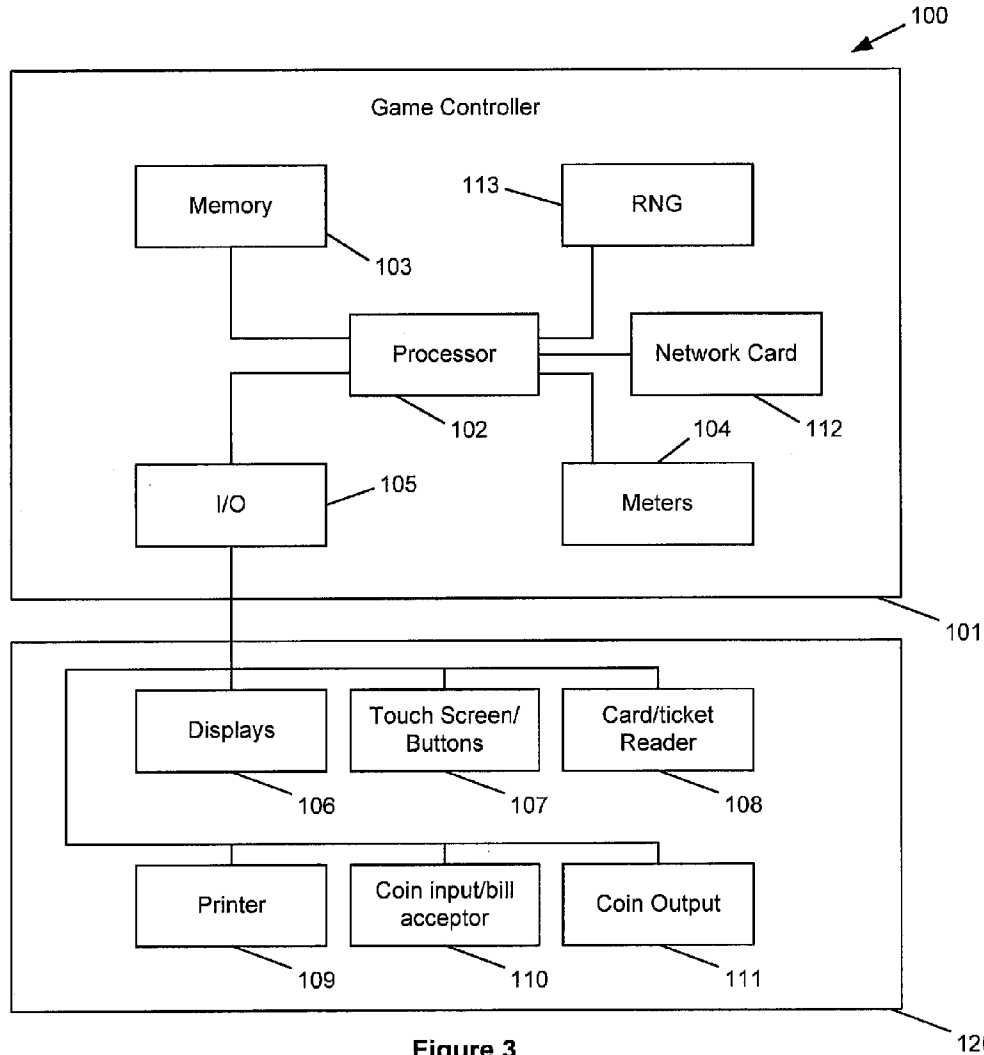 100
Game Controller
Memory
103
113
RNG
Processor
102
Network Card
112
I/O
105
104
Meters
101
Displays
106
Touch Screen/
Buttons
107
Card/ticket
Reader
108
Printer
109
Coin input/bill
acceptor
110
Coin Output
111
Figure 3